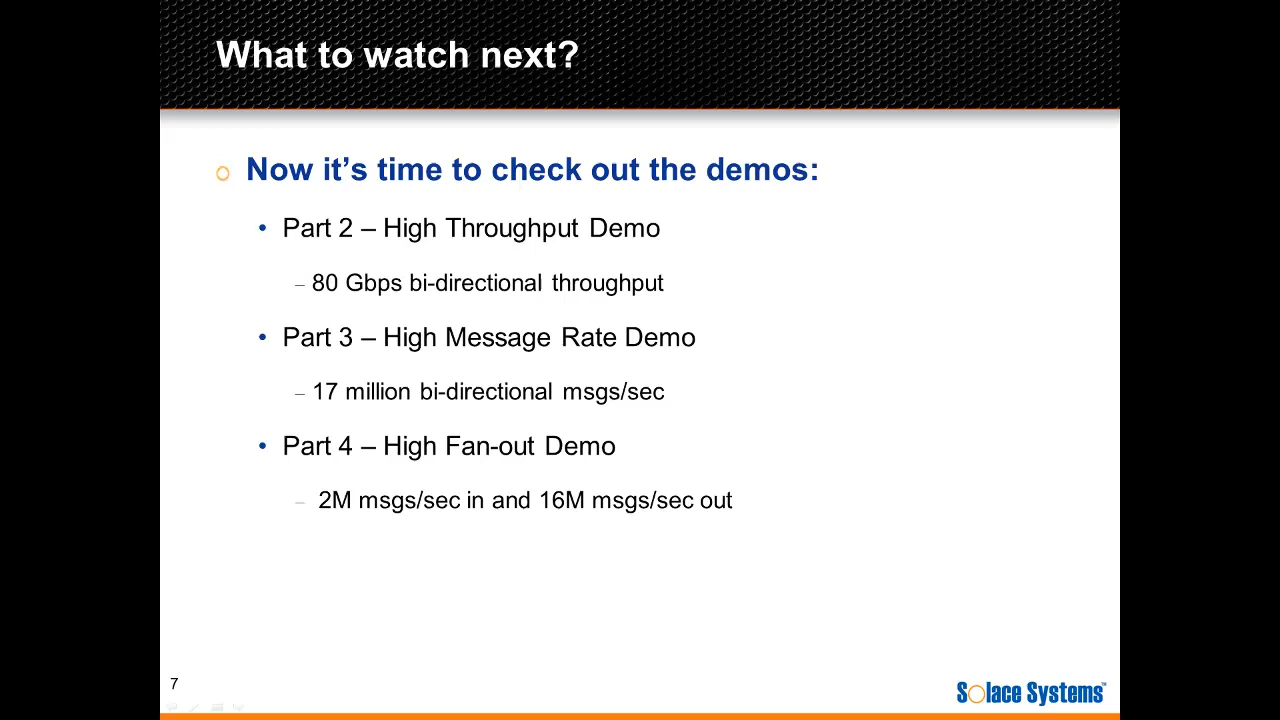 What to watch next?
Now it's time to check out the demos:
• Part 2 – High Throughput Demo
– 80 Gbps bi-directional throughput
• Part 3 – High Message Rate Demo
– 17 million bi-directional msgs/sec
• Part 4 – High Fan-out Demo
– 2M msgs/sec in and 16M msgs/sec out
7
Solace Systems™